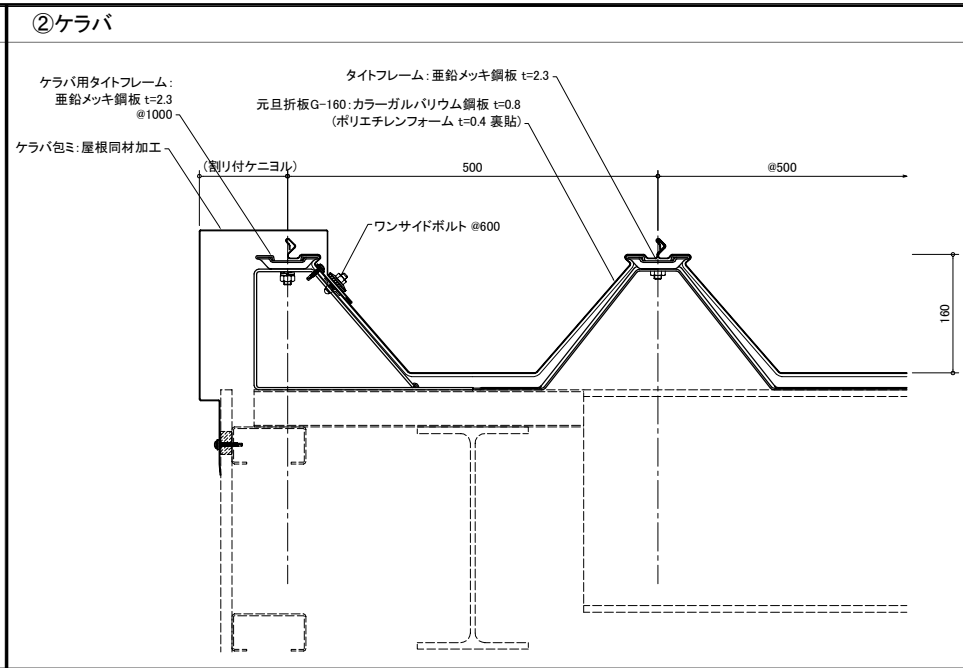 ②ケラバ
ケラバ用タイトフレーム:
亜鉛メッキ鋼板 t=2.3
@1000
ケラバ包ミ:屋根同材加工
タイトフレーム:亜鉛メッキ鋼板 t=2.3
元旦折板G-160:カラーガルバリウム鋼板 t=0.8
(ポリエチレンフォーム t=0.4 裏貼)
(割リ付ケニヨル)
500
@500
ワンサイドボルト @600
160